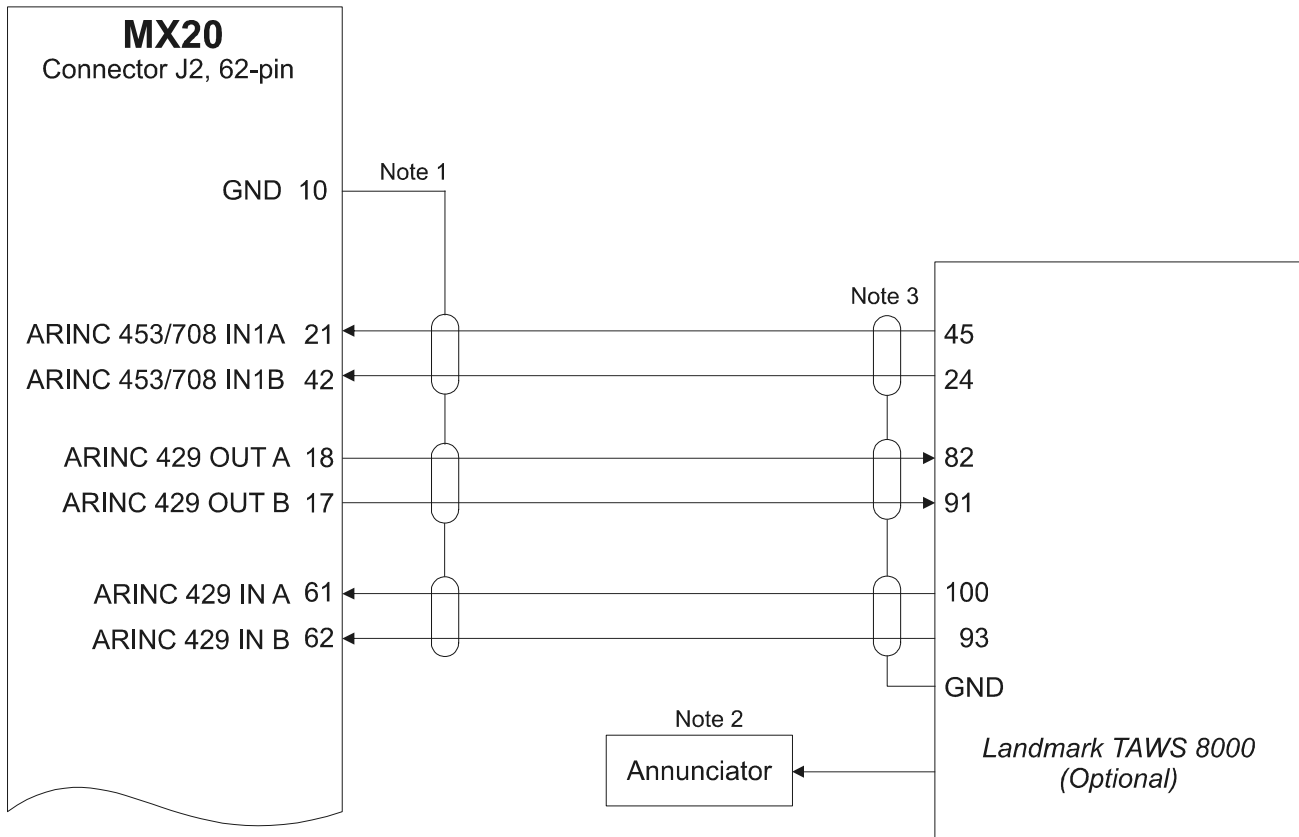 MX20
Connector J2, 62-pin
Note 1
GND 10
Note 3
ARINC 453/708 IN1A 21
45
ARINC 453/708 IN1B 42
24
ARINC 429 OUT A 18
82
ARINC 429 OUT B 17
91
ARINC 429 IN A 61
100
ARINC 429 IN B 62
93
GND
Note 2
Annunciator
Landmark TAWS 8000
(Optional)